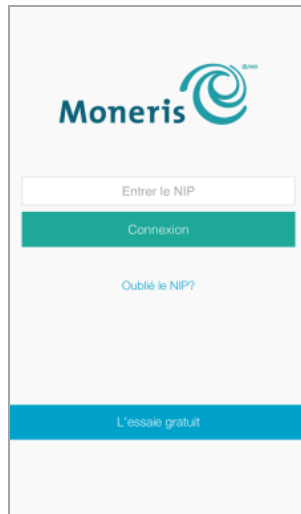 Moneris
Entrer le NIP
Connexion
Oublié le NIP?
L'essaie gratuit